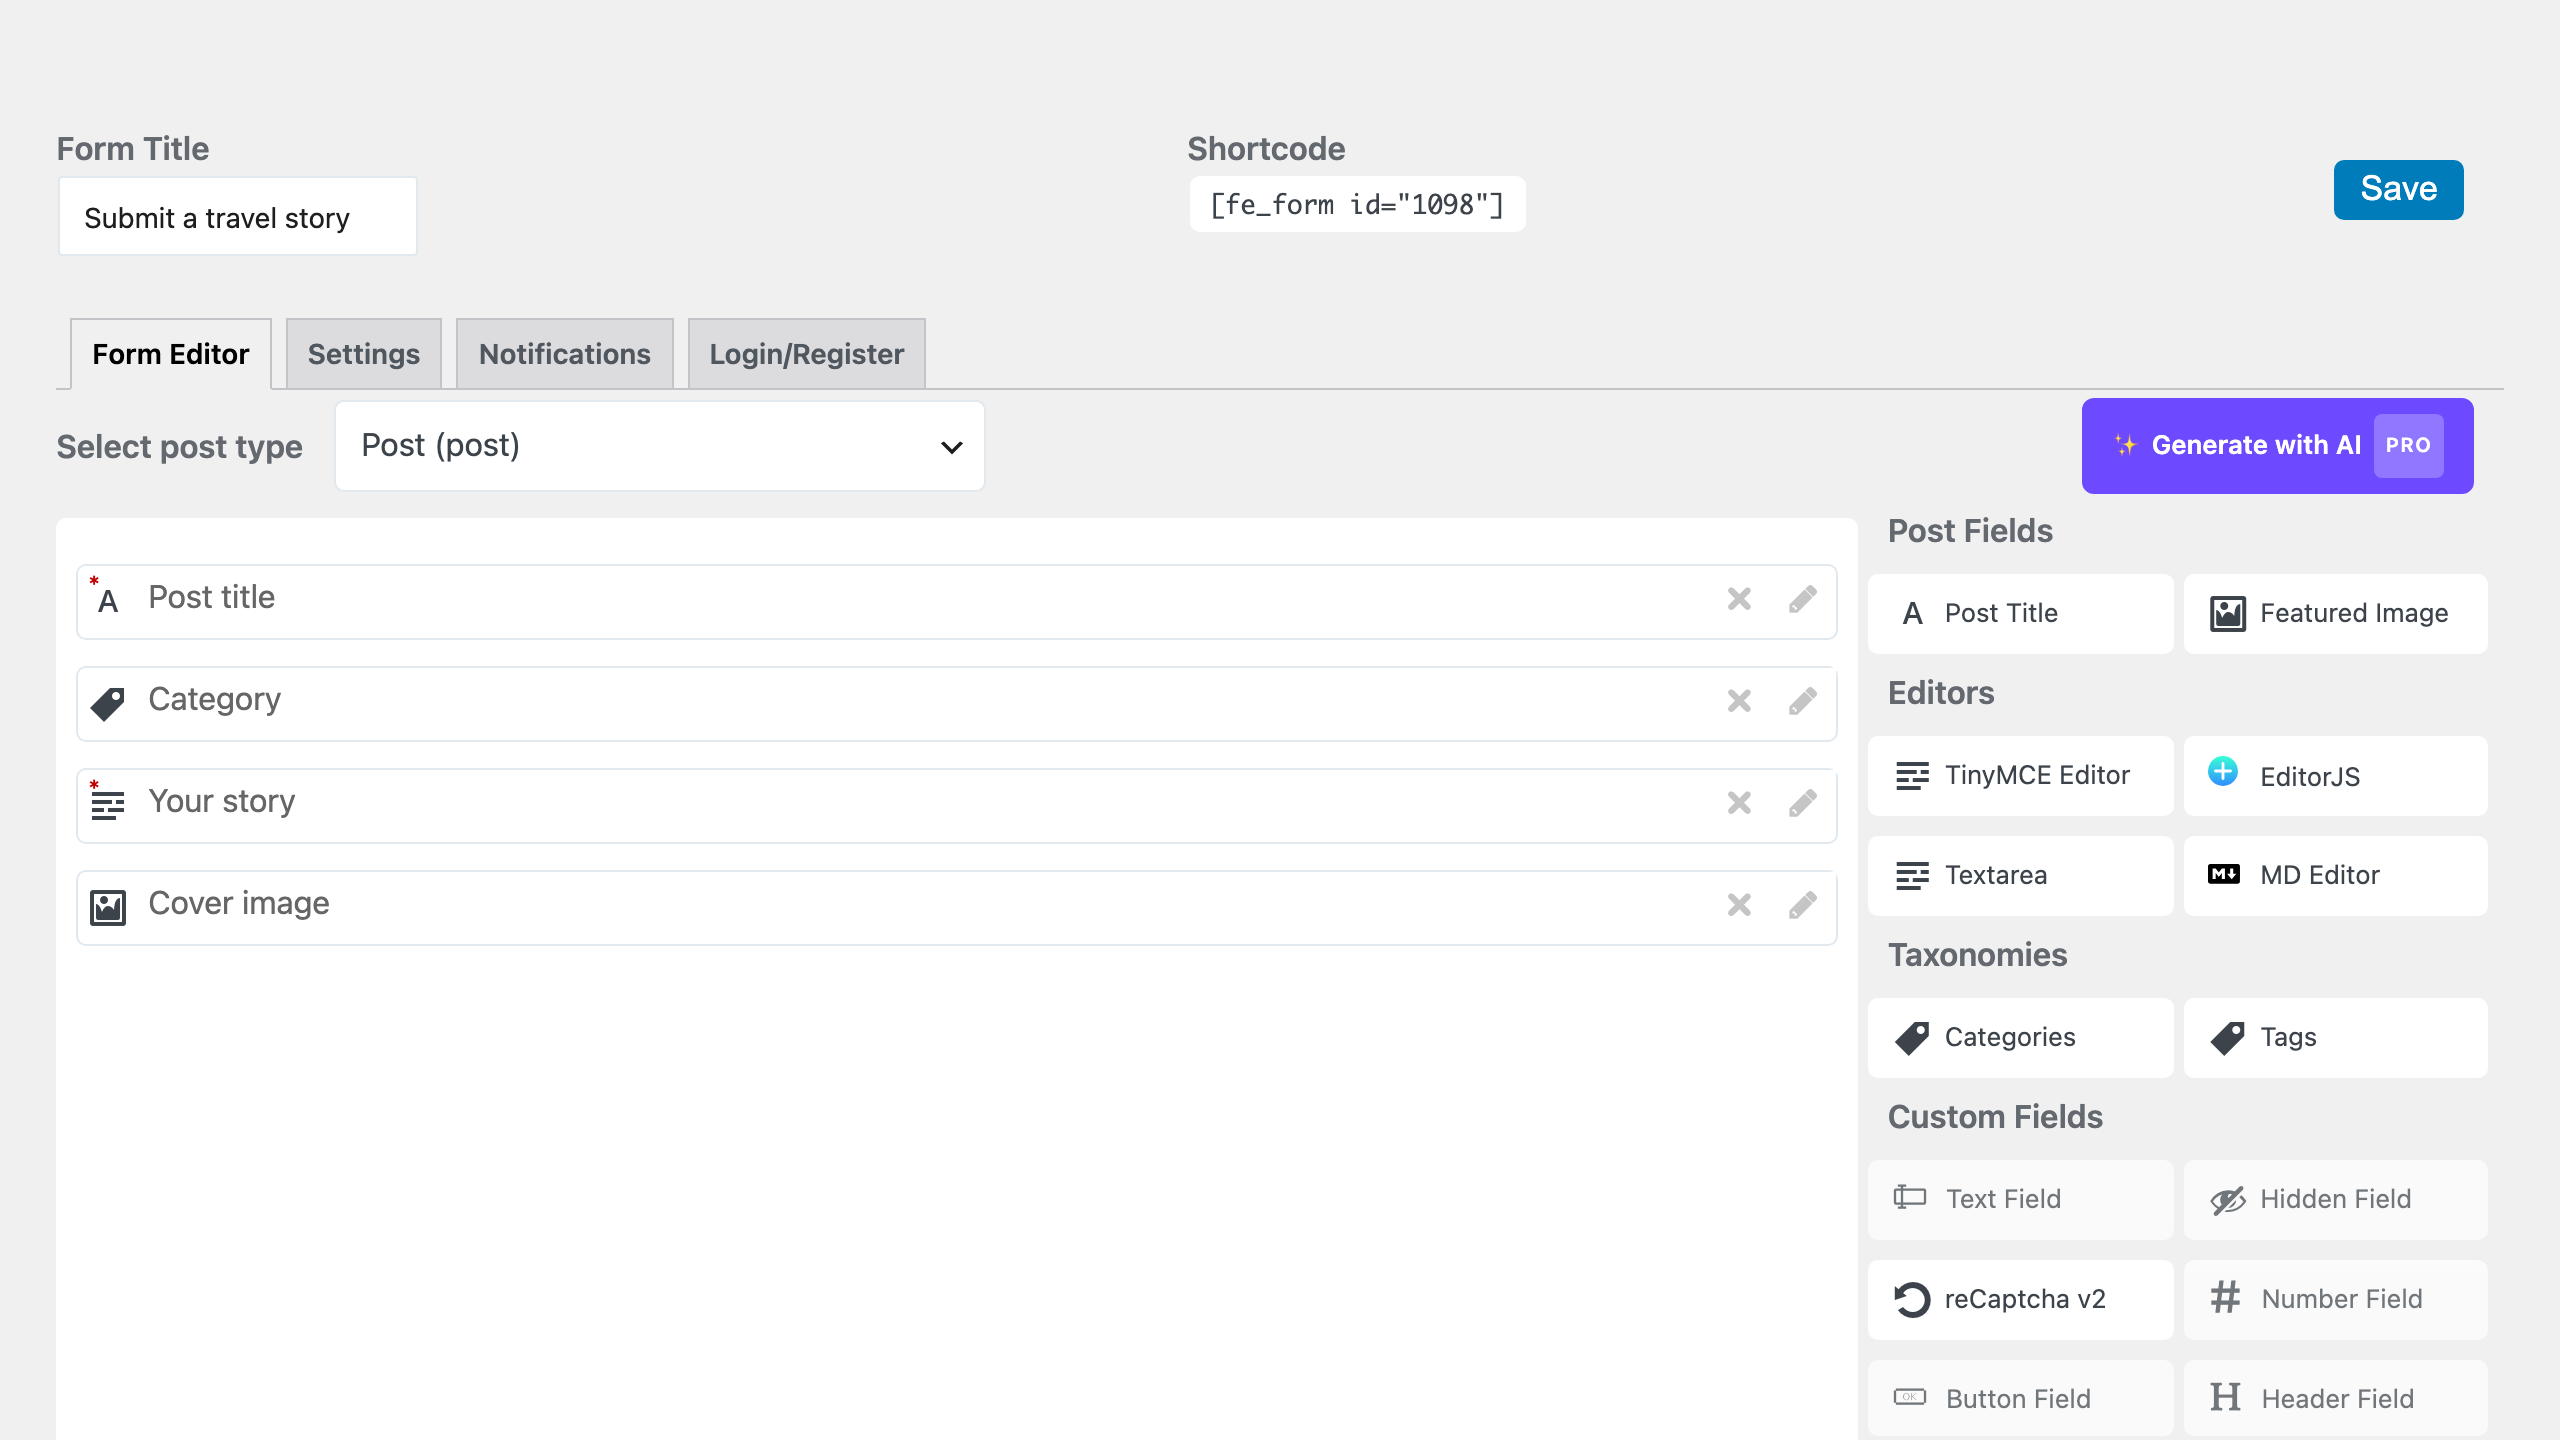 Form Title
Submit a travel story
Shortcode
[fe_form id="1098"]
Save
Form Editor
Settings
Notifications
Login/Register
Select post type
Post (post)
✨ Generate with AI PRO
* A Post title
Category
* Your story
Cover image
Post Fields
A Post Title
Featured Image
Editors
TinyMCE Editor
EditorJS
Textarea
M↓ MD Editor
Taxonomies
Categories
Tags
Custom Fields
Text Field
Hidden Field
reCaptcha v2
# Number Field
OK Button Field
H Header Field